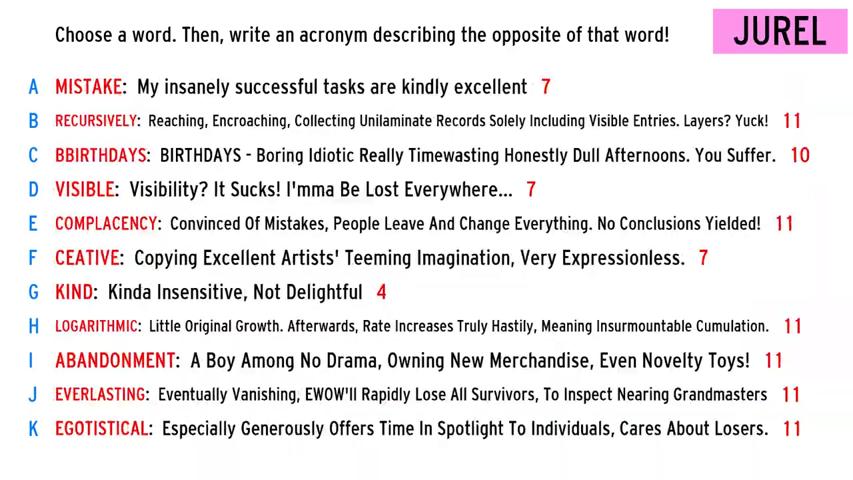 Choose a word. Then, write an acronym describing the opposite of that word!
JUREL
A MISTAKE: My insanely successful tasks are kindly excellent 7
B RECURSIVELY: Reaching, Encroaching, Collecting Unilaminate Records Solely Including Visible Entries. Layers? Yuck! 11
C BBIRTHDAYS: BIRTHDAYS - Boring Idiotic Really Timewasting Honestly Dull Afternoons. You Suffer. 10
D VISIBLE: Visibility? It Sucks! I'mma Be Lost Everywhere... 7
E COMPLACENCY: Convinced Of Mistakes, People Leave And Change Everything. No Conclusions Yielded! 11
F CEATIVE: Copying Excellent Artists' Teeming Imagination, Very Expressionless. 7
G KIND: Kinda Insensitive, Not Delightful 4
H LOGARITHMIC: Little Original Growth. Afterwards, Rate Increases Truly Hastily, Meaning Insurmountable Cumulation. 11
I ABANDONMENT: A Boy Among No Drama, Owning New Merchandise, Even Novelty Toys! 11
J EVERLASTING: Eventually Vanishing, EWOW'll Rapidly Lose All Survivors, To Inspect Nearing Grandmasters 11
K EGOTISTICAL: Especially Generously Offers Time In Spotlight To Individuals, Cares About Losers. 11